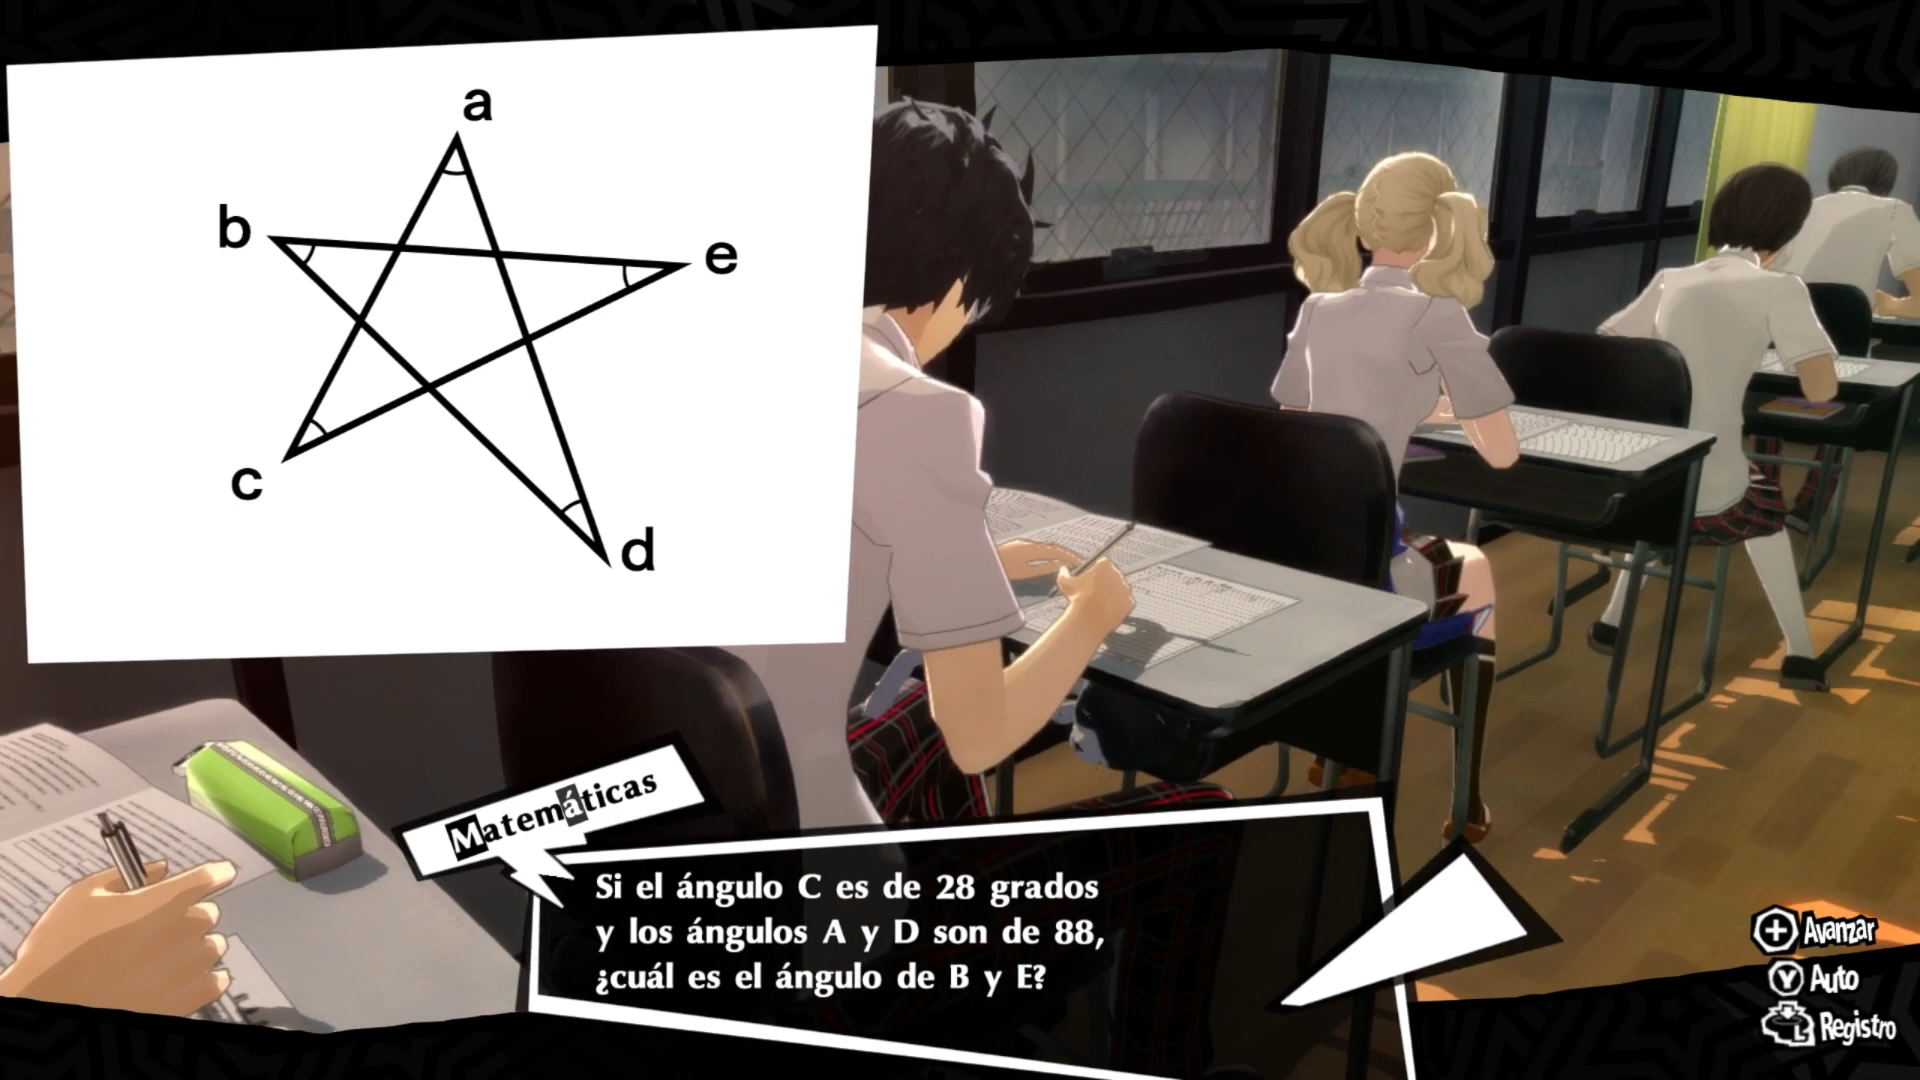 a
b
e
c
d
Matemáticas
Si el ángulo C es de 28 grados
y los ángulos A y D son de 88,
¿cuál es el ángulo de B y E?
+ Avanzar
Y Auto
L Registro